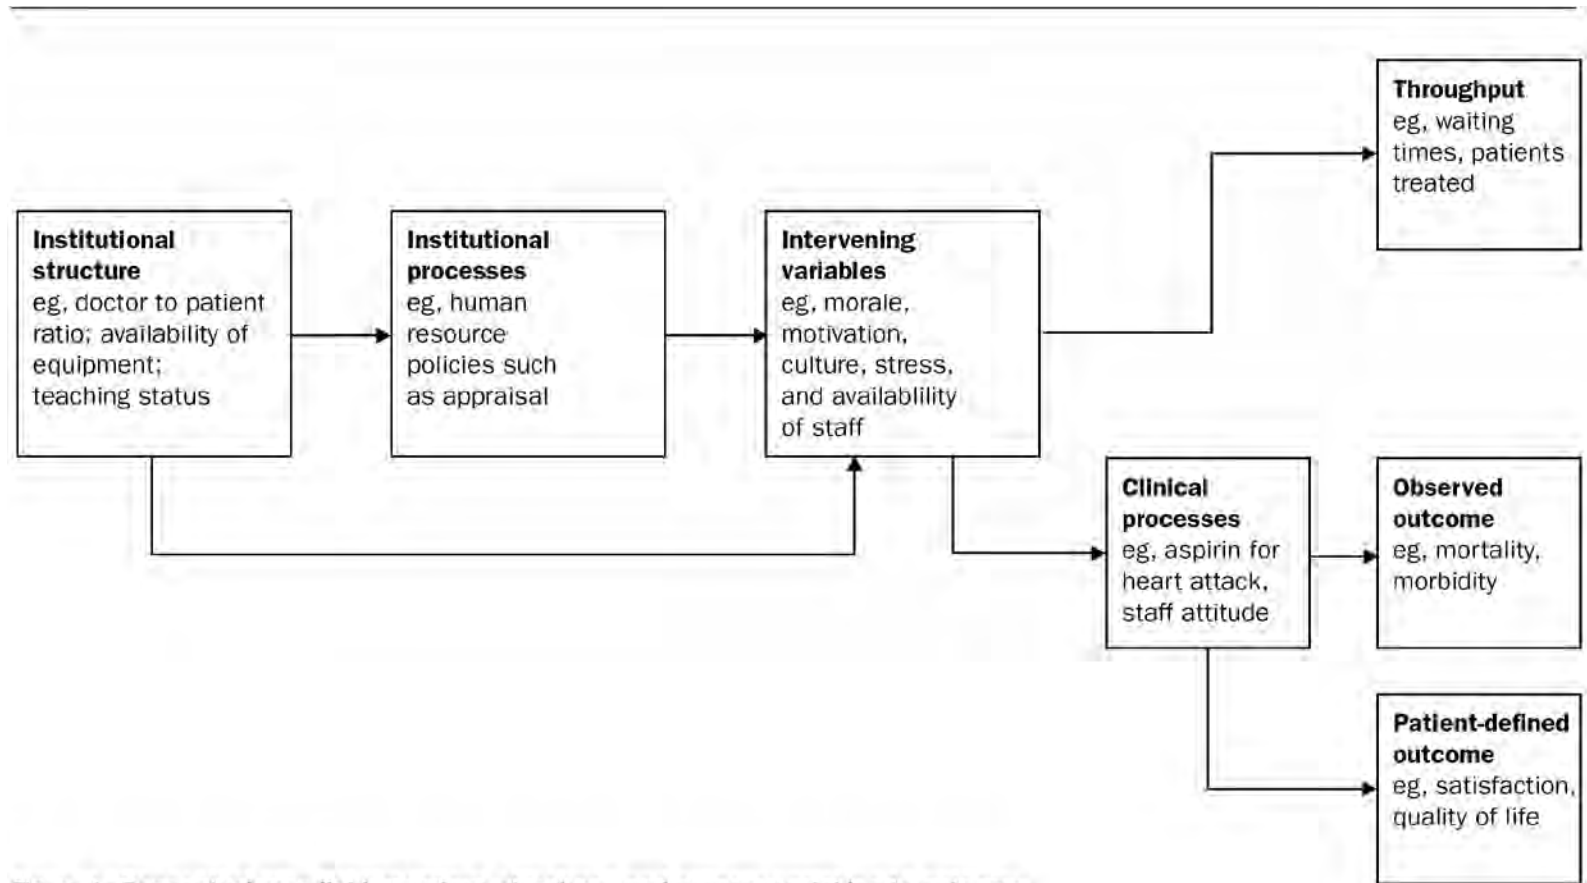 Throughput
eg, waiting
times, patients
treated
Institutional
structure
eg, doctor to patient
ratio; availability of
equipment;
teaching status
Institutional
processes
eg, human
resource
policies such
as appraisal
Intervening
variables
eg, morale,
motivation,
culture, stress,
and availablility
of staff
Clinical
processes
eg, aspirin for
heart attack,
staff attitude
Observed
outcome
eg, mortality,
morbidity
Patient-defined
outcome
eg, satisfaction,
quality of life